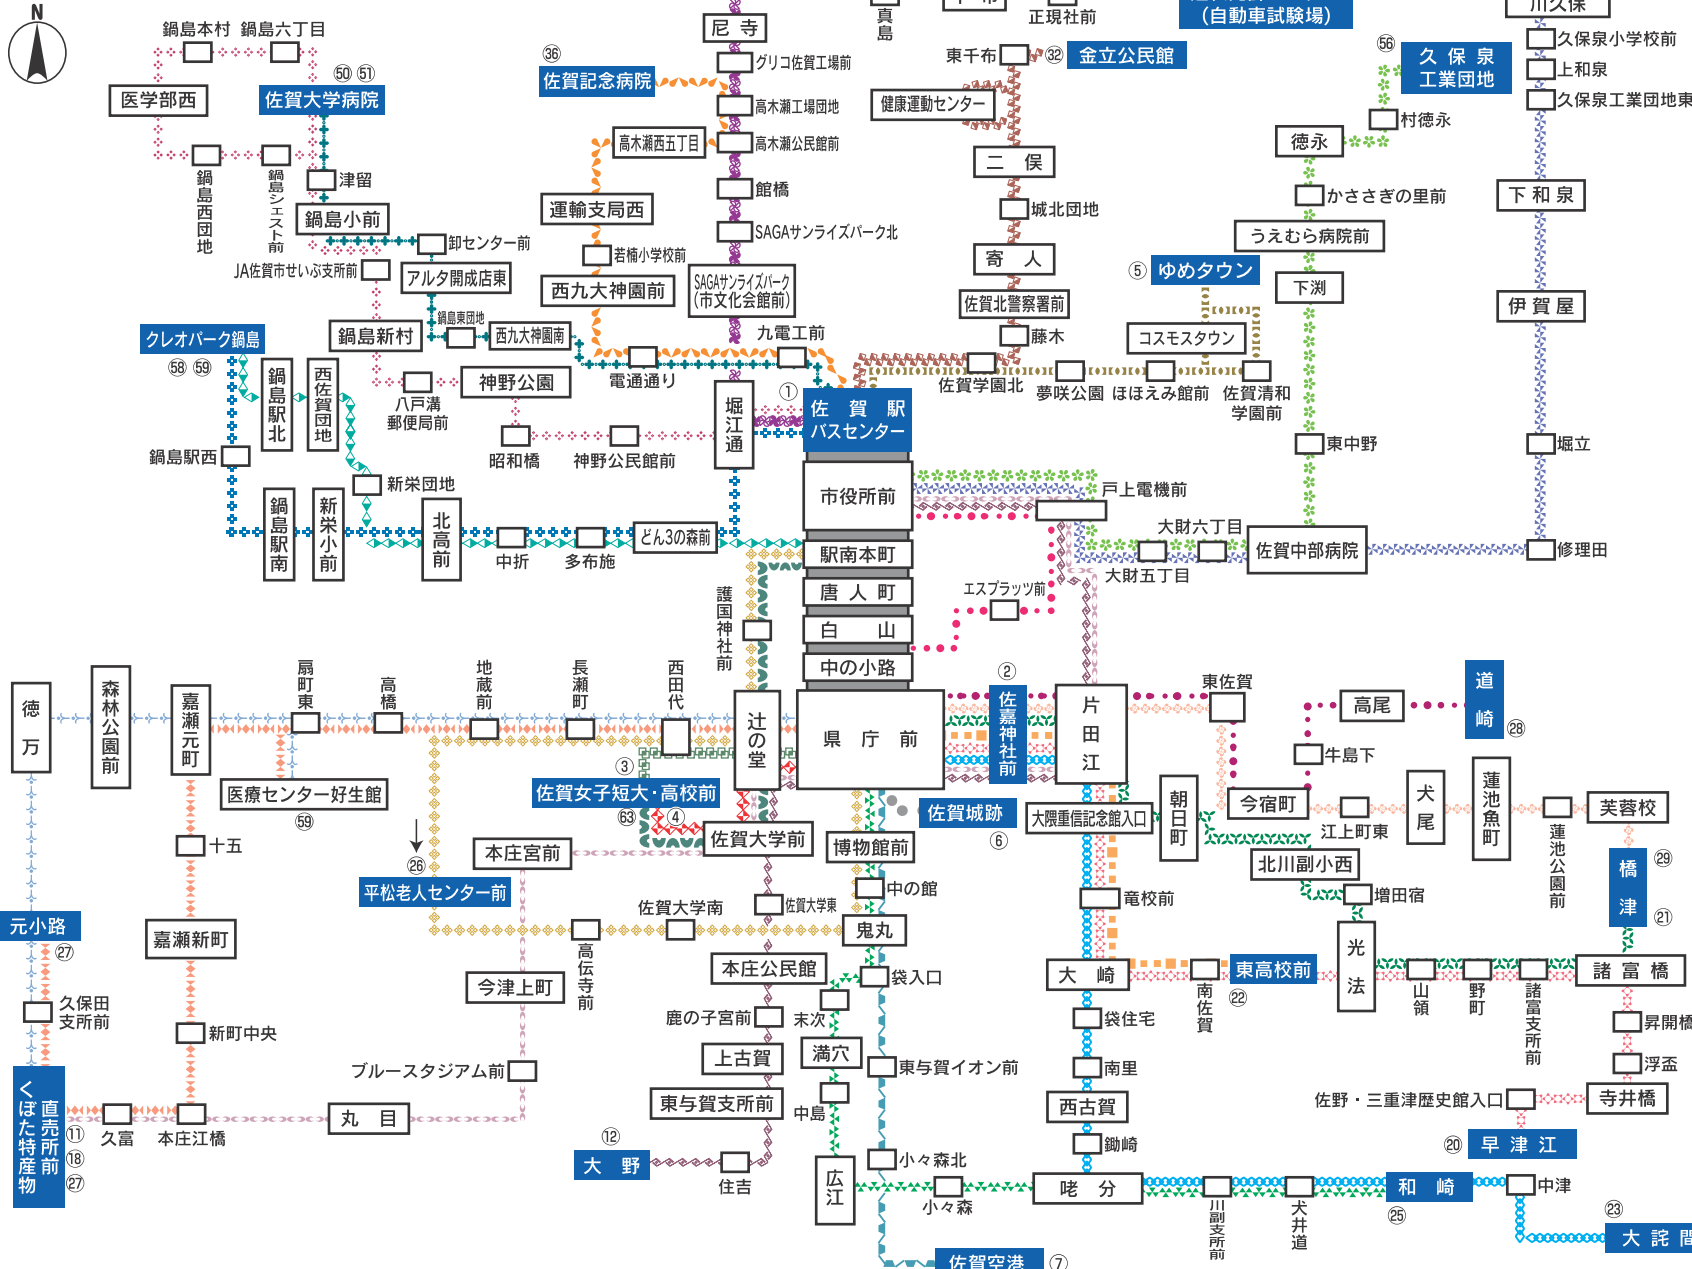 N
鍋島本村
鍋島六丁目
医学部西
㊿
51
佐賀大学病院
鍋島西団地
鍋島シェスト前
津留
鍋島小前
卸センター前
JA佐賀市せいぶ支所前
アルタ開成店東
鍋島新村
鍋島東団地
西九大神園南
クレオパーク鍋島
58
59
鍋島駅北
西佐賀団地
八戸溝郵便局前
神野公園
鍋島駅西
昭和橋
神野公民館前
堀江通
新栄団地
鍋島駅南
新栄小前
北高前
中折
多布施
どん3の森前
尼寺
グリコ佐賀工場前
㊱
佐賀記念病院
高木瀬工場団地
高木瀬西五丁目
高木瀬公民館前
館橋
運輸支局西
SAGAサンライズパーク北
若楠小学校前
西九大神園前
SAGAサンライズパーク
(市文化会館前)
九電工前
電通通り
①
佐賀駅
バスセンター
市役所前
駅南本町
唐人町
白山
中の小路
県庁前
真島
正現社前
(自動車試験場)
東千布
㉜
金立公民館
健康運動センター
二俣
城北団地
寄人
佐賀北警察署前
藤木
佐賀学園北
夢咲公園
ほほえみ館前
佐賀清和
学園前
⑤
ゆめタウン
コスモスタウン
56
久保泉
工業団地
村徳永
徳永
かささぎの里前
うえむら病院前
下渕
東中野
佐賀中部病院
川久保
久保泉小学校前
上和泉
久保泉工業団地東
下和泉
伊賀屋
堀立
修理田
戸上電機前
大財六丁目
大財五丁目
エスプラッツ前
護国神社前
徳万
森林公園前
嘉瀬元町
扇町東
高橋
地蔵前
長瀬町
西田代
辻の堂
医療センター好生館
59
③
佐賀女子短大・高校前
63
④
佐賀大学前
十五
㉖
本庄宮前
平松老人センター前
元小路
㉗
嘉瀬新町
久保田
支所前
新町中央
くぼた特産物
直売所前
⑪
⑱
㉗
久富
本庄江橋
丸目
ブルースタジアム前
今津上町
高伝寺前
佐賀大学南
佐賀大学東
本庄公民館
鹿の子宮前
上古賀
東与賀支所前
⑫
大野
住吉
②
佐嘉神社前
佐賀城跡
⑥
博物館前
中の館
鬼丸
袋入口
末次
満穴
中島
東与賀イオン前
広江
小々森北
小々森
佐賀空港
⑦
片田江
大隈重信記念館入口
竜校前
大崎
袋住宅
南里
西古賀
鋤崎
咾分
東佐賀
今宿町
朝日町
北川副小西
増田宿
光法
東高校前
㉒
南佐賀
山領
野町
諸富支所前
諸富橋
高尾
牛島下
道崎
㉘
江上町東
犬尾
蓮池魚町
蓮池公園前
芙蓉校
橋津
㉙
㉑
昇開橋
浮盃
寺井橋
佐野・三重津歴史館入口
⑳
早津江
川副支所前
犬井道
和崎
㉕
中津
㉓
大詫間